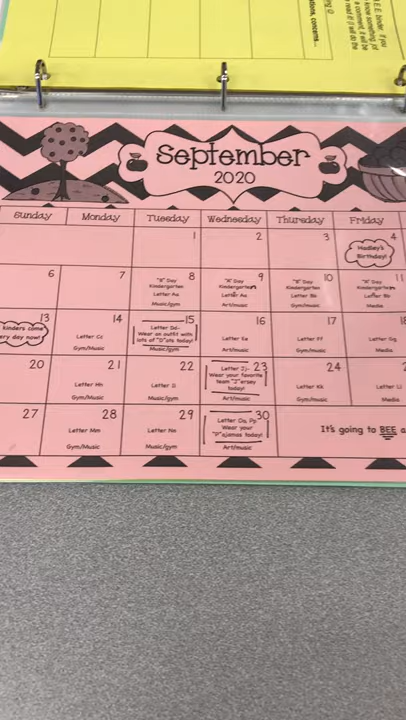 September
2020
Sunday Monday Tuesday Wednesday Thursday Friday
1 2 3 4
Hadley's
Birthday!
6 7 8 9 10 11
"B" Day
Kindergarten
Letter Aa
Music/gym
"A" Day
Kindergarten
Letter Aa
Art/music
"B" Day
Kindergarten
Letter Bb
Gym/Music
"A" Day
Kindergarten
Letter Bb
Media
13 14 15 16 17
kinders come
ery day now!
Letter Cc
Gym/Music
Letter Dd-
Wear an outfit with
lots of "D"ots today!
Music/gym
Letter Ee
Art/music
Letter Ff
Gym/Music
Letter Gg
Media
20 21 22 23 24
Letter Hh
Gym/Music
Letter Ii
Music/gym
Letter Jj-
Wear your favorite
team "J"ersey
today!
Art/music
Letter Kk
Gym/Music
Letter Ll
Media
27 28 29 30
Letter Mm
Gym/Music
Letter Nn
Music/gym
Letter Oo, Pp
Wear your
"P"ajamas today!
Art/music
It's going to BEE a